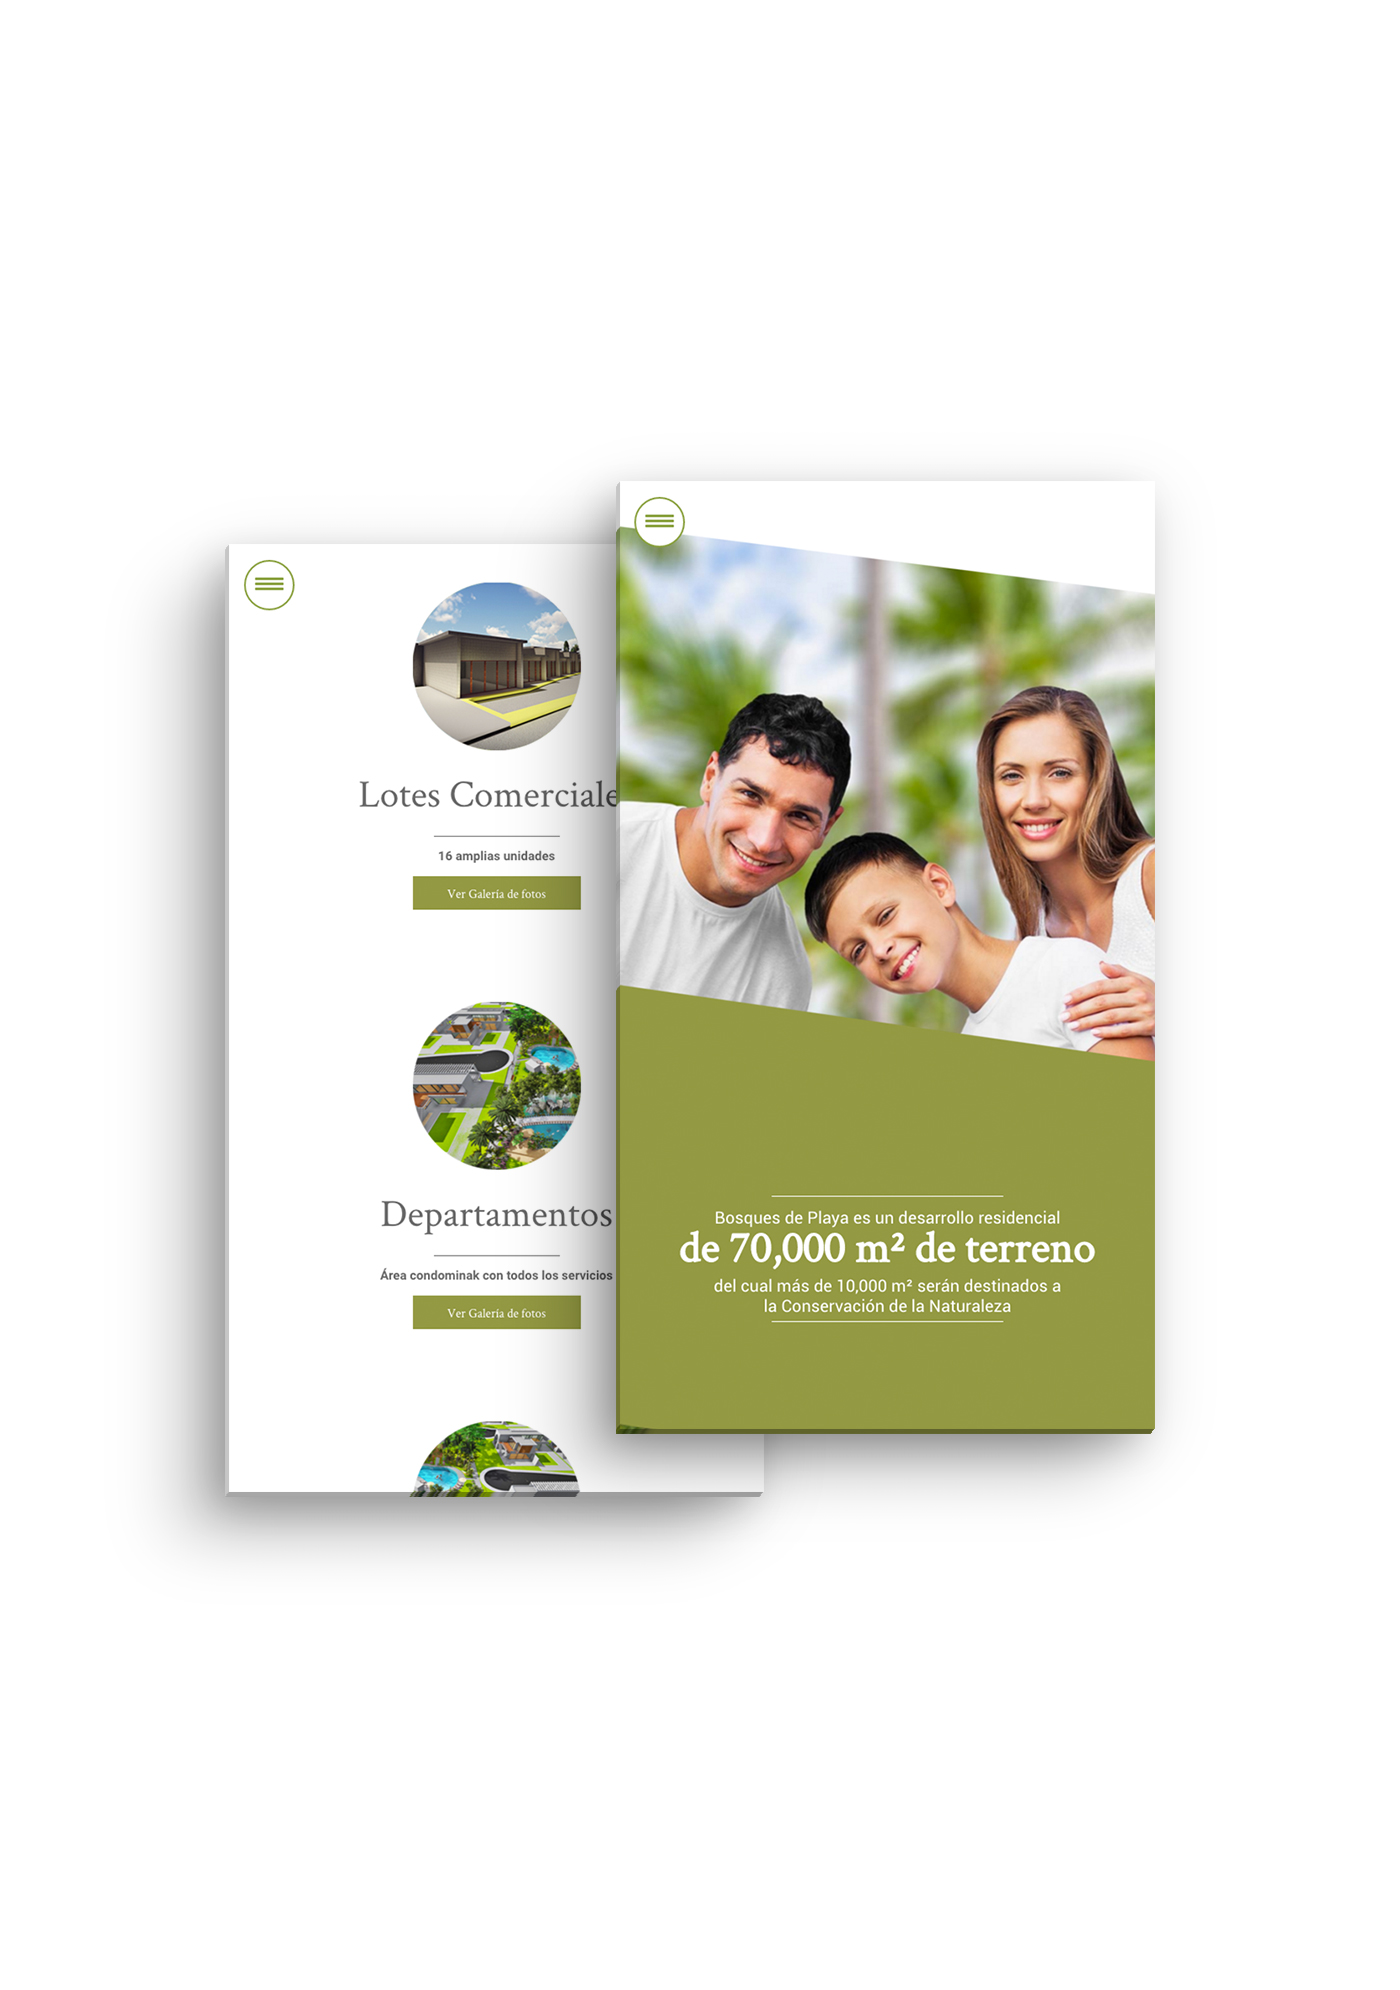 Lotes Comerciale
16 amplias unidades
Ver Galería de fotos
Departamentos
Área condominak con todos los servicios
Ver Galería de fotos
Bosques de Playa es un desarrollo residencial
de 70,000 m² de terreno
del cual más de 10,000 m² serán destinados a
la Conservación de la Naturaleza